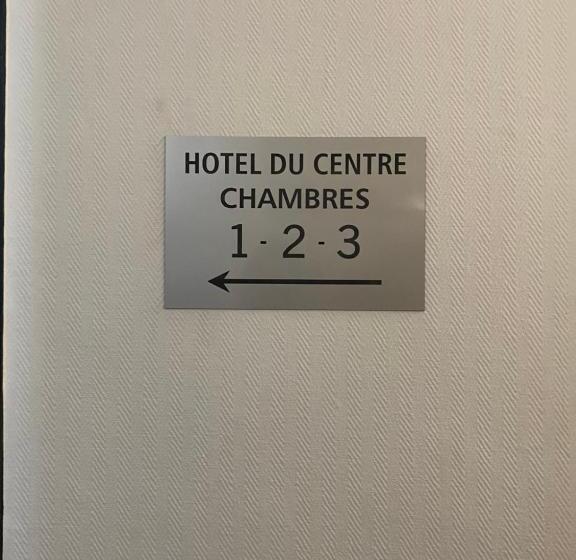 HOTEL DU CENTRE
CHAMBRES
1 - 2 - 3